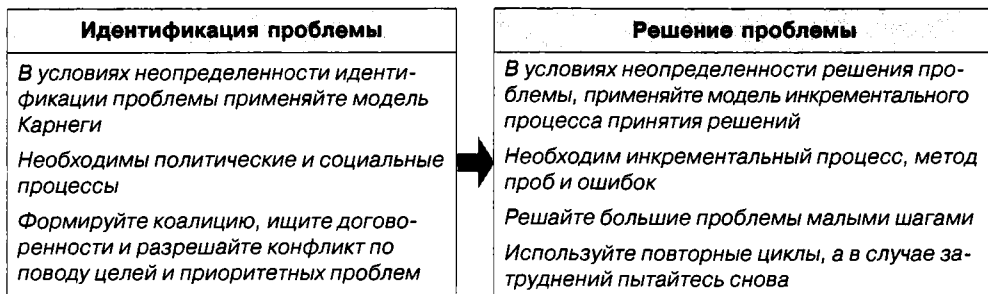 Идентификация проблемы
В условиях неопределенности иденти-
фикации проблемы применяйте модель
Карнеги
Необходимы политические и социальные
процессы
Формируйте коалицию, ищите догово-
ренности и разрешайте конфликт по
поводу целей и приоритетных проблем
Решение проблемы
В условиях неопределенности решения про-
блемы, применяйте модель инкрементального
процесса принятия решений
Необходим инкрементальный процесс, метод
проб и ошибок
Решайте большие проблемы малыми шагами
Используйте повторные циклы, а в случае за-
труднений пытайтесь снова